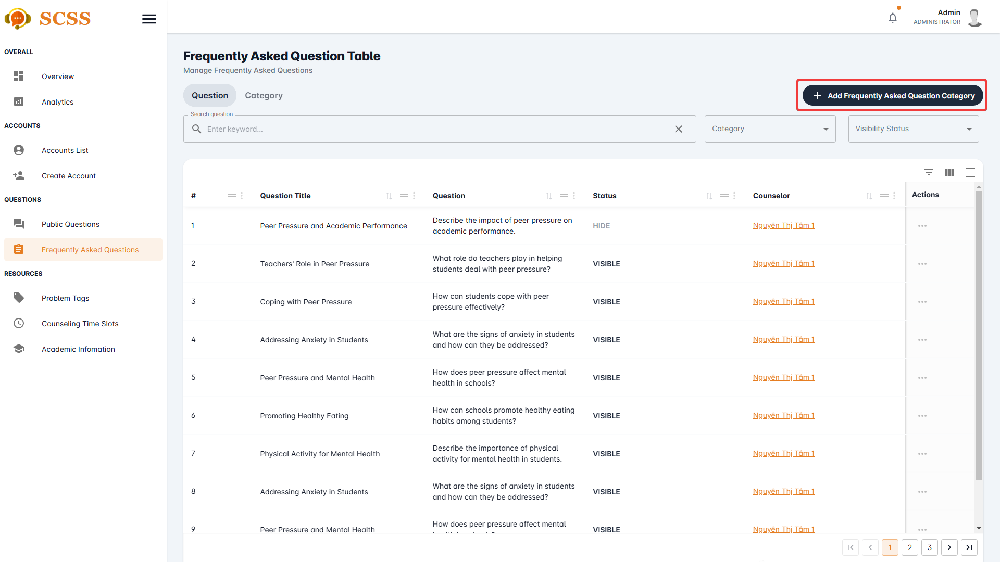 SCSS
Admin
ADMINISTRATOR
OVERALL
Overview
Analytics
ACCOUNTS
Accounts List
Create Account
QUESTIONS
Public Questions
Frequently Asked Questions
RESOURCES
Problem Tags
Counseling Time Slots
Academic Infomation
Frequently Asked Question Table
Manage Frequently Asked Questions
Question Category
Add Frequently Asked Question Category
Search question
Enter keyword...
Category
Visibility Status
# Question Title Question Status Counselor Actions
1 Peer Pressure and Academic Performance Describe the impact of peer pressure on HIDE Nguyễn Thị Tâm 1
academic performance.
2 Teachers' Role in Peer Pressure What role do teachers play in helping VISIBLE Nguyễn Thị Tâm 1
students deal with peer pressure?
3 Coping with Peer Pressure How can students cope with peer VISIBLE Nguyễn Thị Tâm 1
pressure effectively?
4 Addressing Anxiety in Students What are the signs of anxiety in students VISIBLE Nguyễn Thị Tâm 1
and how can they be addressed?
5 Peer Pressure and Mental Health How does peer pressure affect mental VISIBLE Nguyễn Thị Tâm 1
health in schools?
6 Promoting Healthy Eating How can schools promote healthy eating VISIBLE Nguyễn Thị Tâm 1
habits among students?
7 Physical Activity for Mental Health Describe the importance of physical VISIBLE Nguyễn Thị Tâm 1
activity for mental health in students.
8 Addressing Anxiety in Students What are the signs of anxiety in students VISIBLE Nguyễn Thị Tâm 1
and how can they be addressed?
9 Peer Pressure and Mental Health How does peer pressure affect mental VISIBLE Nguyễn Thị Tâm 1
1 2 3